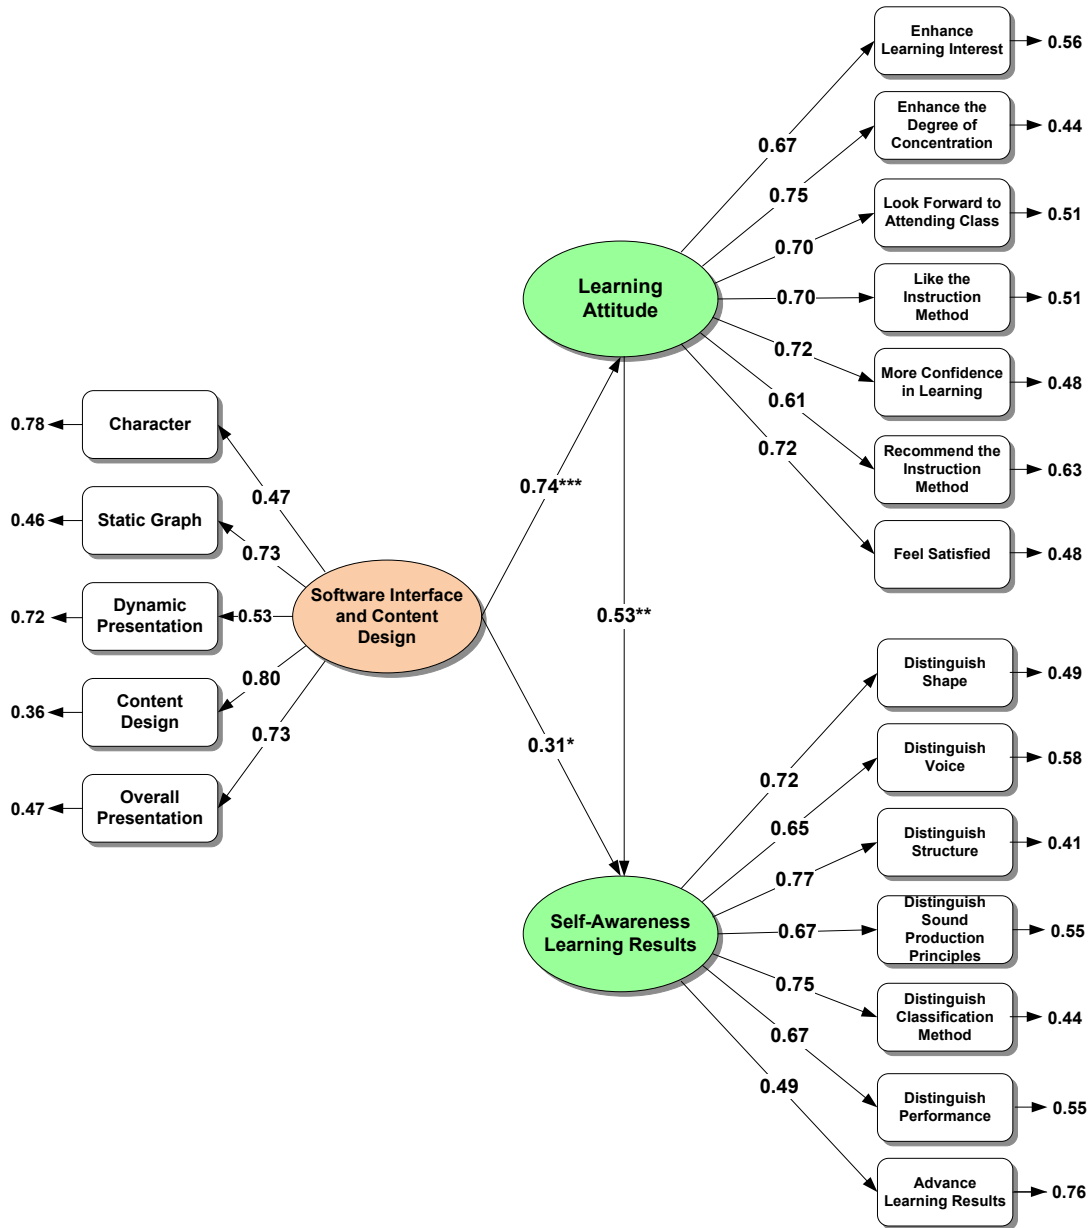 Enhance
Learning Interest
0.56
0.67
Enhance the
Degree of
Concentration
0.44
0.75
Look Forward to
Attending Class
0.51
0.70
Learning
Attitude
Like the
Instruction
Method
0.51
0.70
More Confidence
in Learning
0.48
0.72
Recommend the
Instruction
Method
0.63
0.61
Feel Satisfied
0.48
0.72
Character
0.78
0.47
Static Graph
0.46
0.73
Dynamic
Presentation
0.72
0.53
Content
Design
0.36
0.80
Overall
Presentation
0.47
0.73
Software Interface
and Content
Design
0.74***
0.53**
0.31*
Distinguish
Shape
0.49
0.72
Distinguish
Voice
0.58
0.65
Distinguish
Structure
0.41
0.77
Self-Awareness
Learning Results
Distinguish
Sound
Production
Principles
0.55
0.67
Distinguish
Classification
Method
0.44
0.75
Distinguish
Performance
0.55
0.67
Advance
Learning Results
0.76
0.49